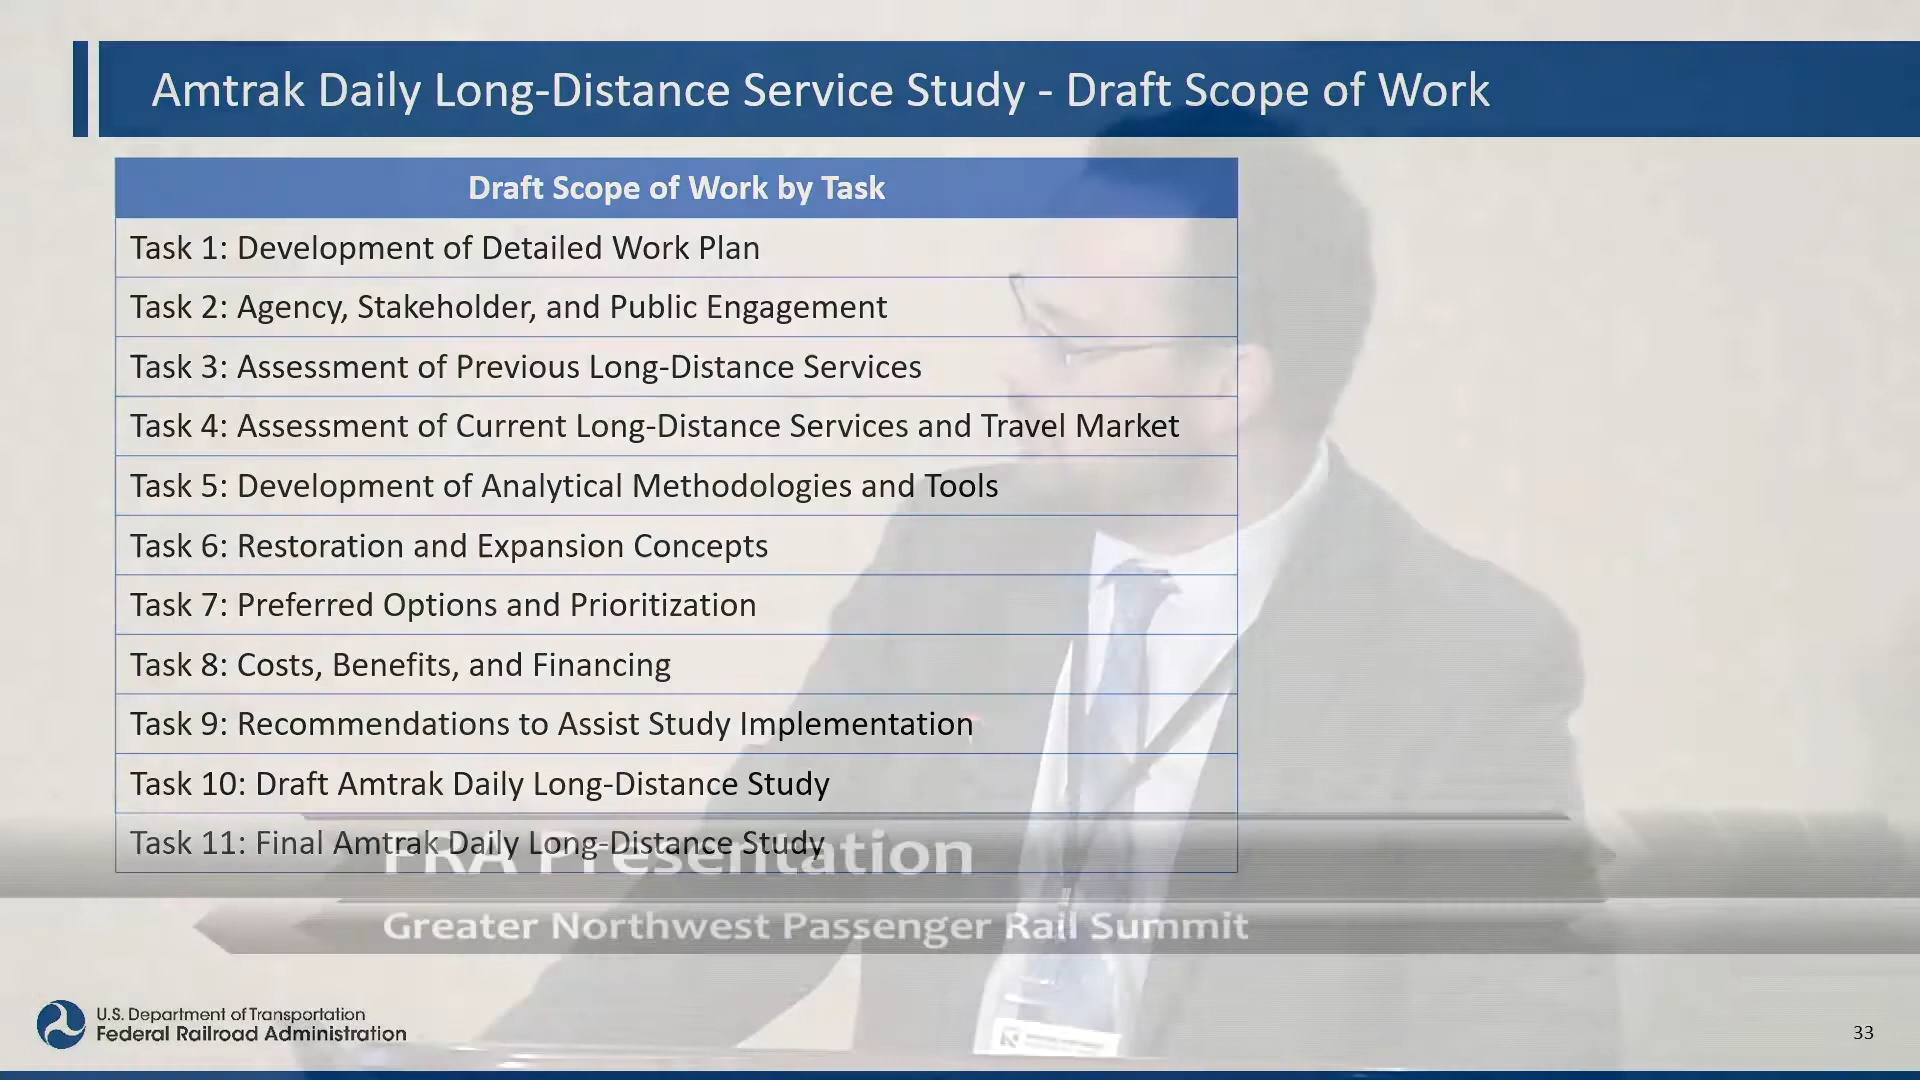 Amtrak Daily Long-Distance Service Study - Draft Scope of Work
Draft Scope of Work by Task
Task 1: Development of Detailed Work Plan
Task 2: Agency, Stakeholder, and Public Engagement
Task 3: Assessment of Previous Long-Distance Services
Task 4: Assessment of Current Long-Distance Services and Travel Market
Task 5: Development of Analytical Methodologies and Tools
Task 6: Restoration and Expansion Concepts
Task 7: Preferred Options and Prioritization
Task 8: Costs, Benefits, and Financing
Task 9: Recommendations to Assist Study Implementation
Task 10: Draft Amtrak Daily Long-Distance Study
Task 11: Final Amtrak Daily Long-Distance Study
FRA Presentation
Greater Northwest Passenger Rail Summit
U.S. Department of Transportation
Federal Railroad Administration
33